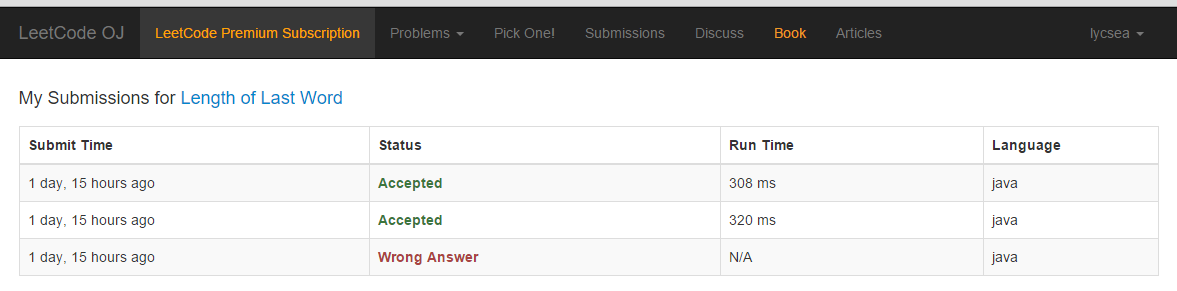 LeetCode OJ LeetCode Premium Subscription Problems Pick One! Submissions Discuss Book Articles lycsea
My Submissions for Length of Last Word
Submit Time Status Run Time Language
1 day, 15 hours ago Accepted 308 ms java
1 day, 15 hours ago Accepted 320 ms java
1 day, 15 hours ago Wrong Answer N/A java